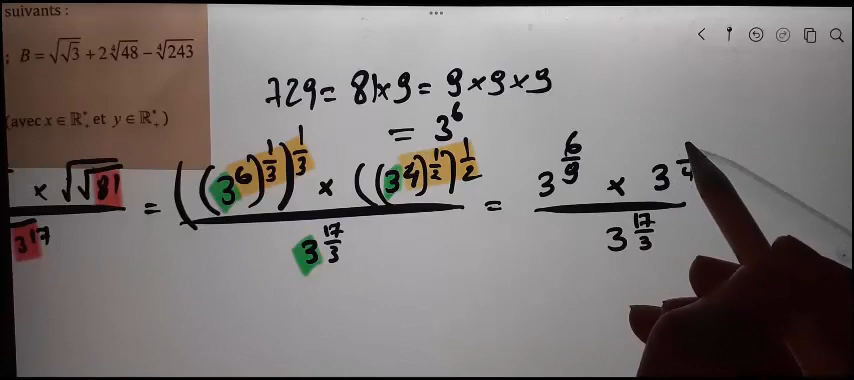 suivants :
; B = √√3 + 2∜48 − ∜243
(avec x ∈ ℝ*₊ et y ∈ ℝ*₊)
729 = 81 × 9 = 9 × 9 × 9
= 3⁶
× √√81 / 3¹⁷ = ((3⁶)^(1/3))^(1/3) × ((3⁴)^(1/2))^(1/2) / 3^(17/3) = 3^(6/9) × 3^( /4) / 3^(17/3)